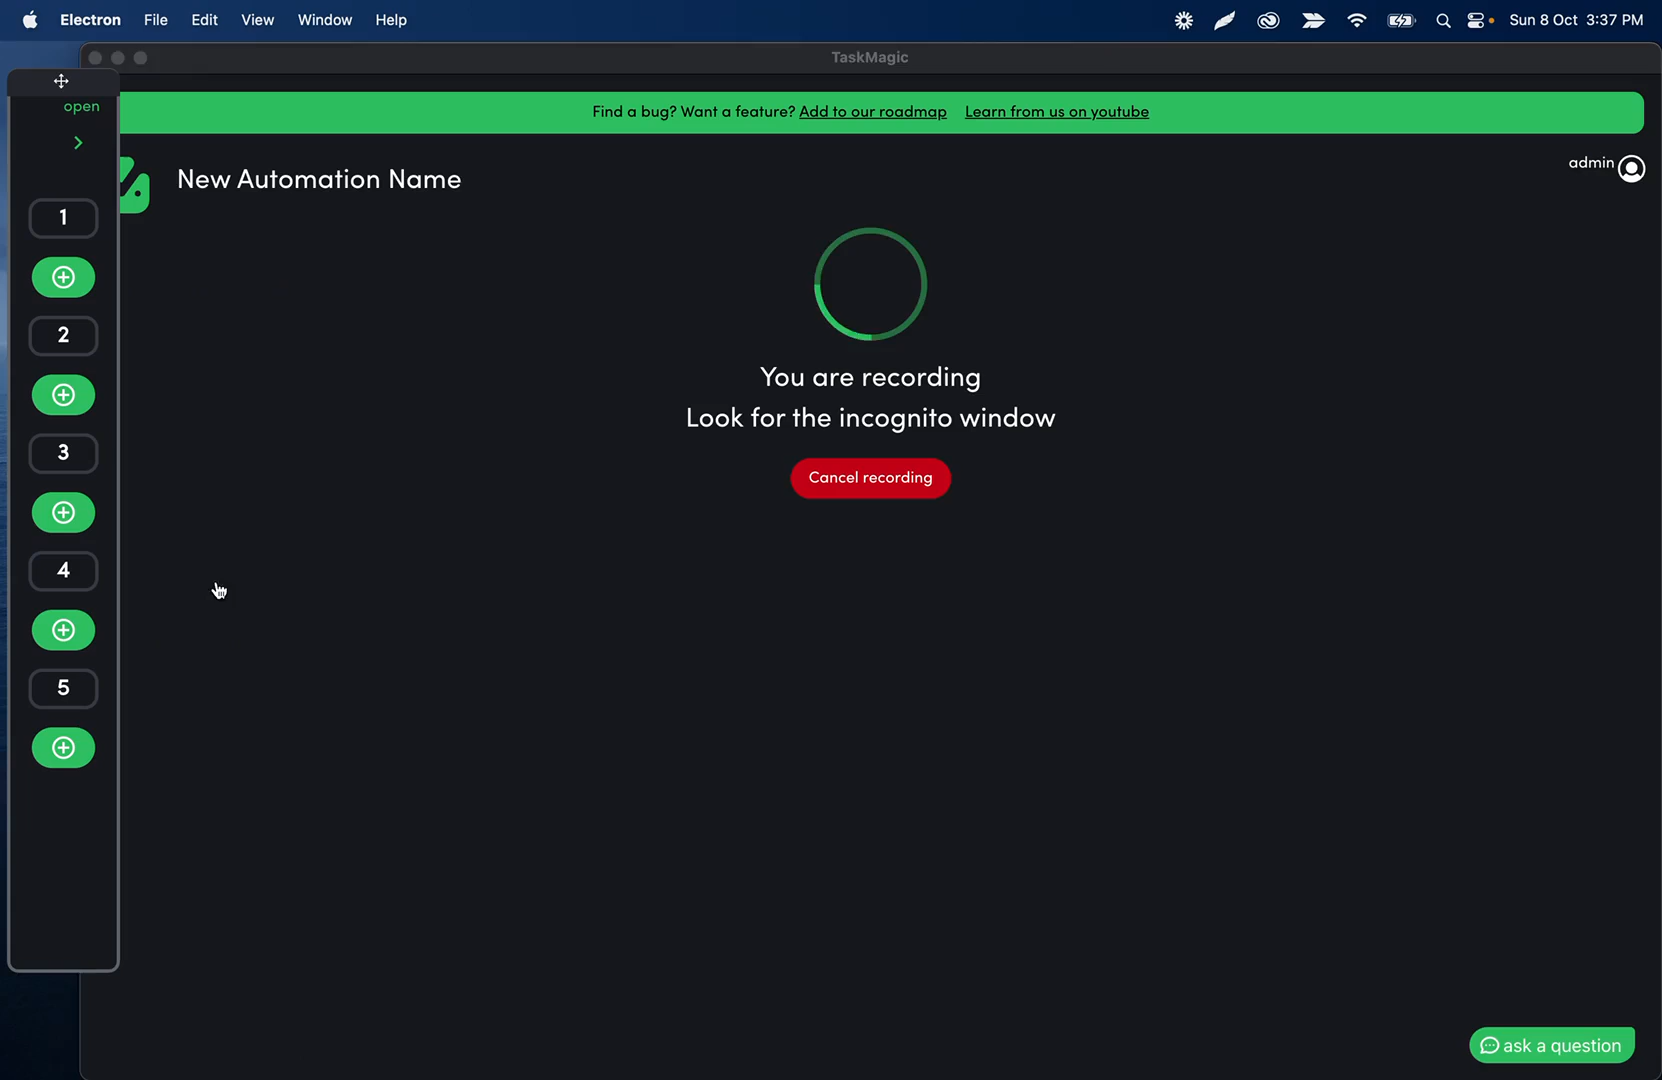 Electron File Edit View Window Help Sun 8 Oct 3:37 PM
TaskMagic
open
Find a bug? Want a feature? Add to our roadmap Learn from us on youtube
New Automation Name
admin
1
2
3
4
5
You are recording
Look for the incognito window
Cancel recording
ask a question